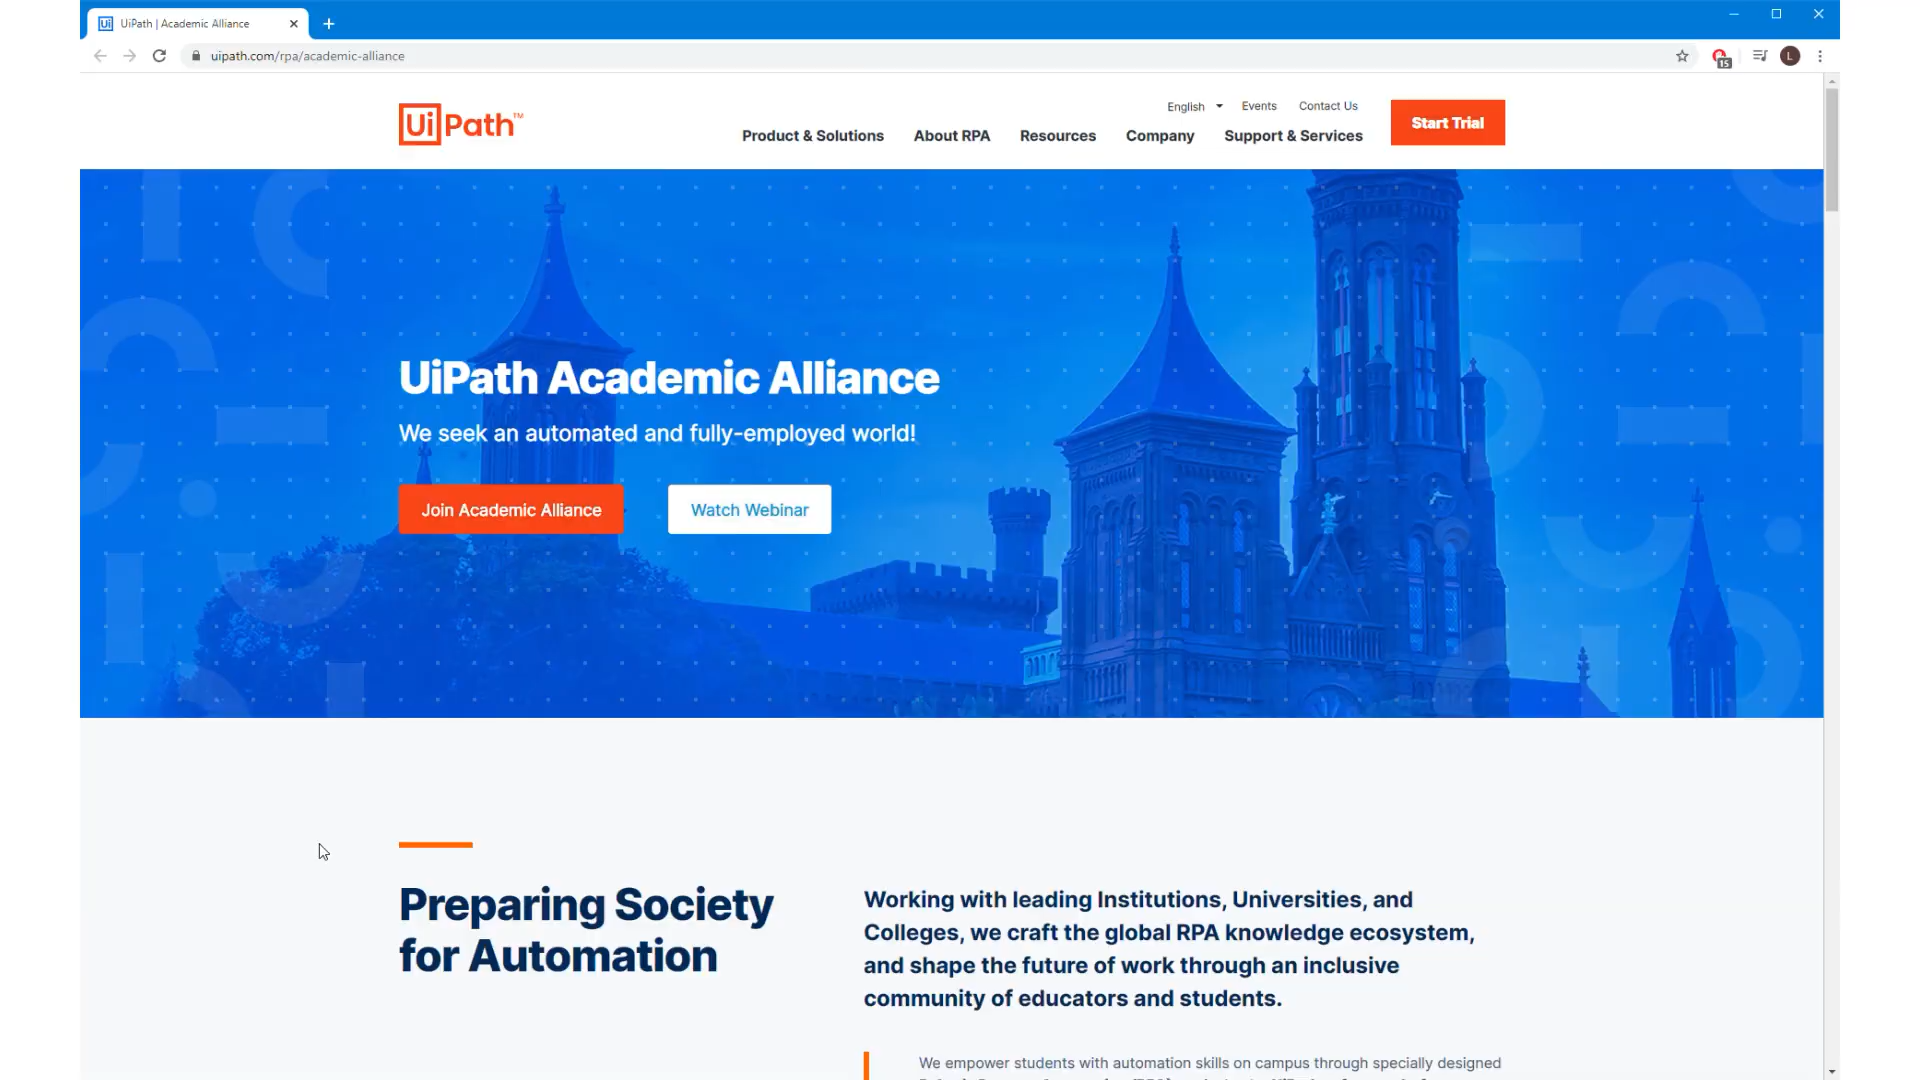 UiPath | Academic Alliance
uipath.com/rpa/academic-alliance
15
L
English
Events
Contact Us
UiPath™
Product & Solutions
About RPA
Resources
Company
Support & Services
Start Trial
UiPath Academic Alliance
We seek an automated and fully-employed world!
Join Academic Alliance
Watch Webinar
Preparing Society
for Automation
Working with leading Institutions, Universities, and
Colleges, we craft the global RPA knowledge ecosystem,
and shape the future of work through an inclusive
community of educators and students.
We empower students with automation skills on campus through specially designed